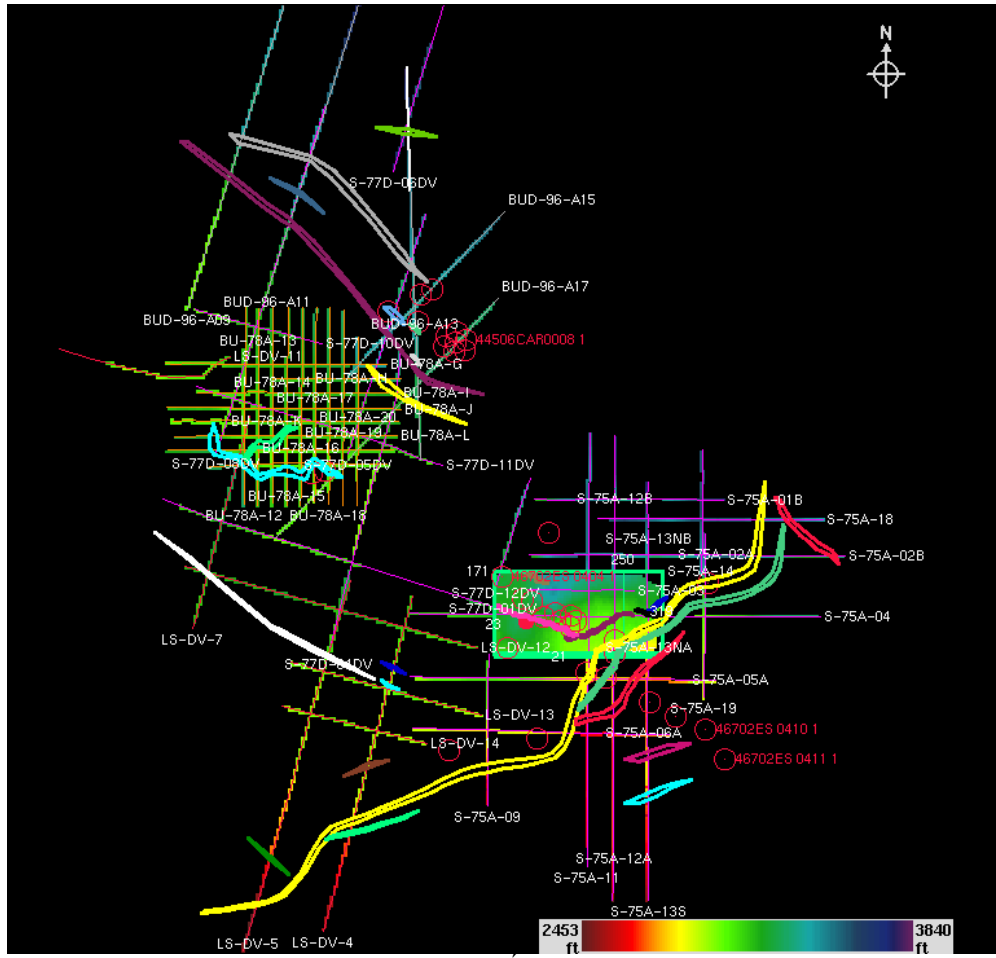 N
S-77D-06DV
BUD-96-A15
BUD-96-A17
BUD-96-A11
BUD-96-A09
BUD-96-A13
44506CAR0008 1
BU-78A-13
S-77D-10DV
LS-DV-11
BU-78A-G
BU-78A-14
BU-78A-I
BU-78A-17
BU-78A-J
BU-78A-K
BU-78A-20
BU-78A-19
BU-78A-L
BU-78A-16
S-77D-05DV
S-77D-11DV
BU-78A-15
BU-78A-12
BU-78A-18
S-75A-12B
S-75A-01B
S-75A-18
S-75A-13NB
S-75A-02A
S-75A-02B
250
171
46702ES 0404
S-75A-14
S-77D-12DV
S-77D-01DV
S-75A-04
23
LS-DV-7
LS-DV-12
21
S-75A-13NA
S-75A-05A
LS-DV-13
S-75A-19
S-75A-06A
46702ES 0410 1
LS-DV-14
46702ES 0411 1
S-75A-09
S-75A-12A
S-75A-11
S-75A-13S
LS-DV-5
LS-DV-4
2453
ft
3840
ft